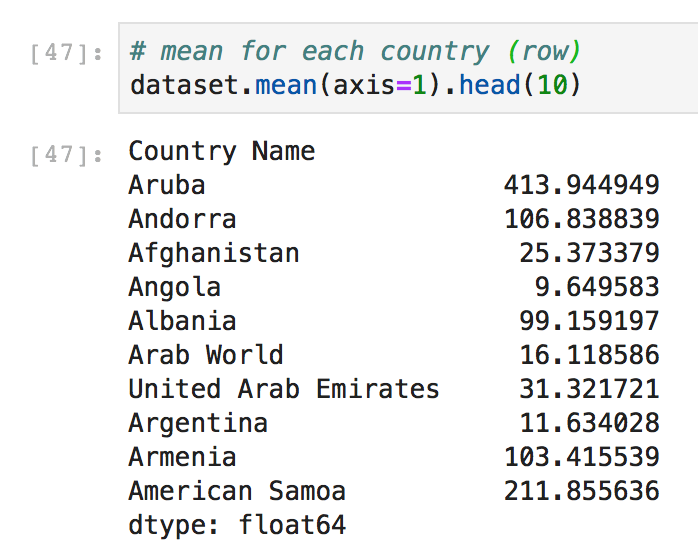 [47]: # mean for each country (row)
dataset.mean(axis=1).head(10)
[47]: Country Name
Aruba 413.944949
Andorra 106.838839
Afghanistan 25.373379
Angola 9.649583
Albania 99.159197
Arab World 16.118586
United Arab Emirates 31.321721
Argentina 11.634028
Armenia 103.415539
American Samoa 211.855636
dtype: float64